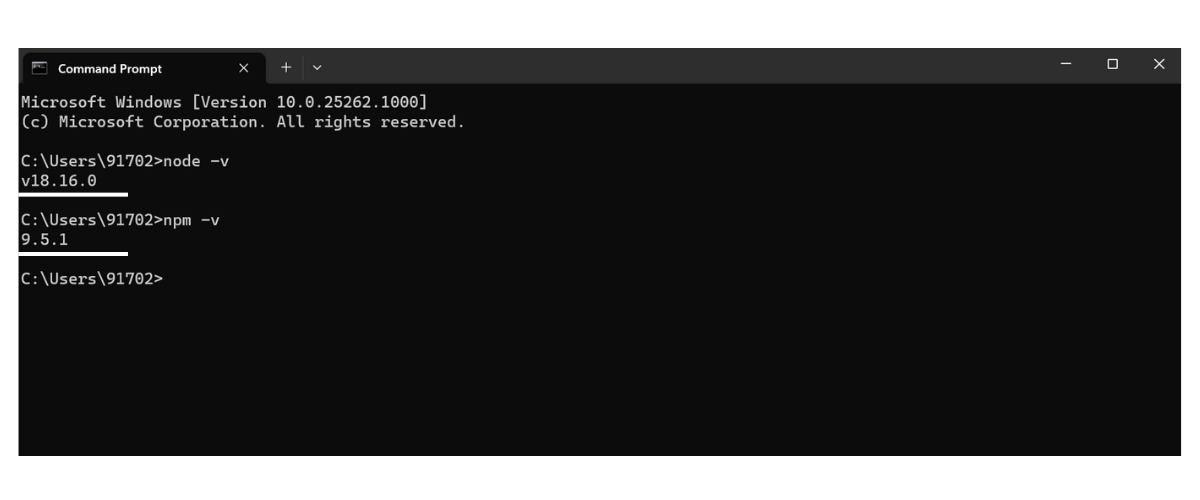 Command Prompt
Microsoft Windows [Version 10.0.25262.1000]
(c) Microsoft Corporation. All rights reserved.
C:\Users\91702>node -v
v18.16.0
C:\Users\91702>npm -v
9.5.1
C:\Users\91702>